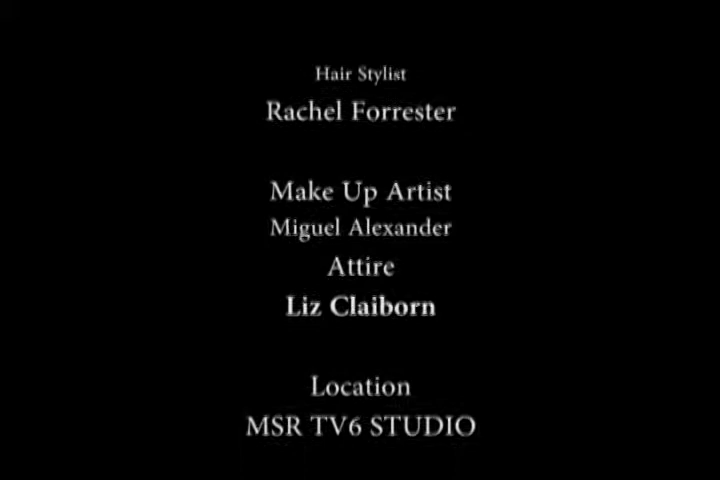 Hair Stylist
Rachel Forrester
Make Up Artist
Miguel Alexander
Attire
Liz Claiborn
Location
MSR TV6 STUDIO